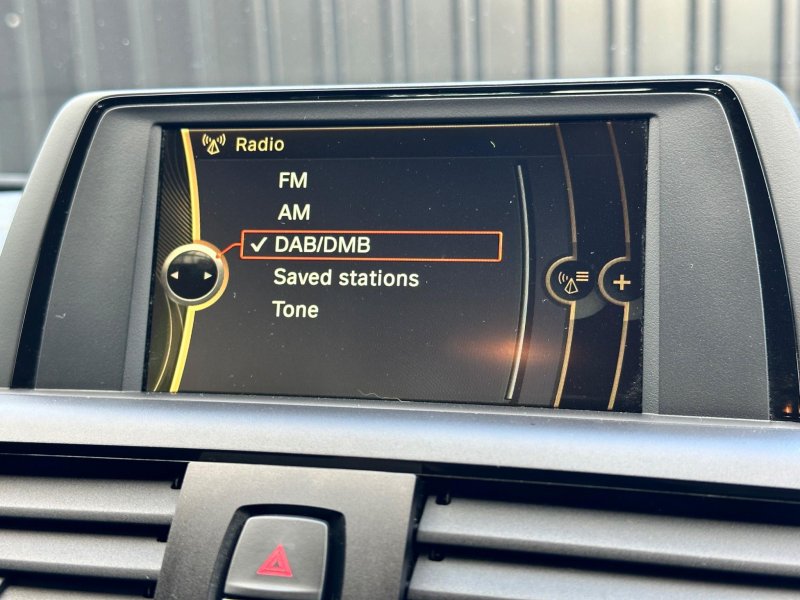 Radio
FM
AM
✓ DAB/DMB
Saved stations
Tone